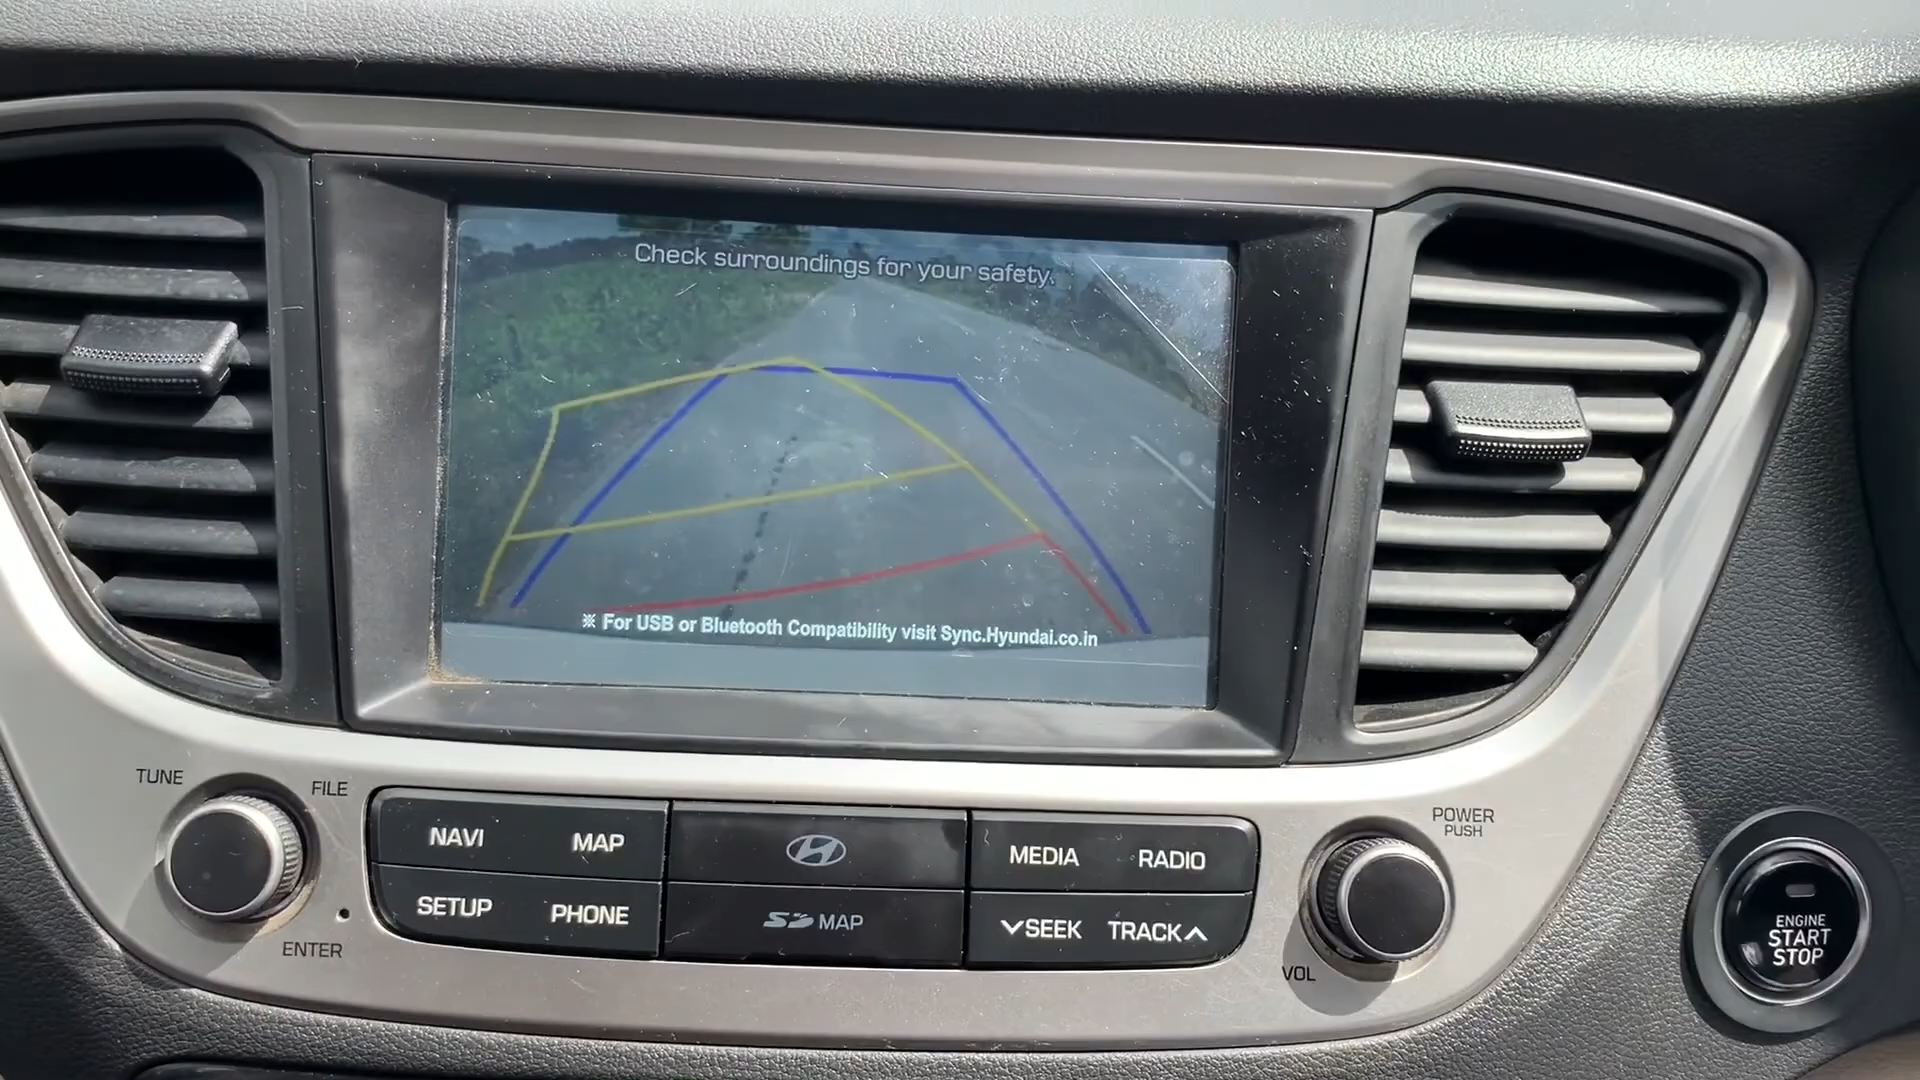 Check surroundings for your safety.
※ For USB or Bluetooth Compatibility visit Sync.Hyundai.co.in
TUNE
FILE
POWER
PUSH
NAVI MAP
MEDIA RADIO
SETUP PHONE
SD MAP
SEEK TRACK
ENTER
VOL
ENGINE
START
STOP